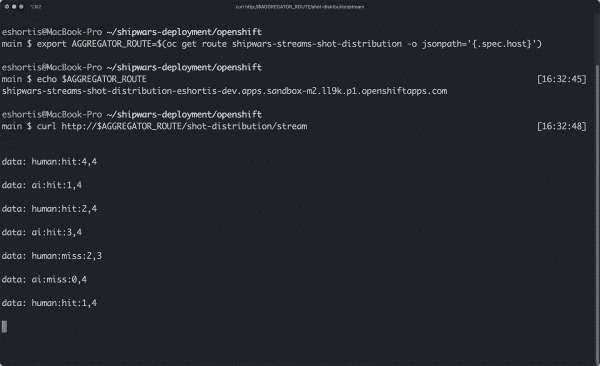 curl http://$AGGREGATOR_ROUTE/shot-distribution/stream
eshortis@MacBook-Pro ~/shipwars-deployment/openshift
main $ export AGGREGATOR_ROUTE=$(oc get route shipwars-streams-shot-distribution -o jsonpath='{.spec.host}')
eshortis@MacBook-Pro ~/shipwars-deployment/openshift
main $ echo $AGGREGATOR_ROUTE [16:32:45]
shipwars-streams-shot-distribution-eshortis-dev.apps.sandbox-m2.ll9k.p1.openshiftapps.com
eshortis@MacBook-Pro ~/shipwars-deployment/openshift
main $ curl http://$AGGREGATOR_ROUTE/shot-distribution/stream [16:32:48]
data: human:hit:4,4
data: ai:hit:1,4
data: human:hit:2,4
data: ai:hit:3,4
data: human:miss:2,3
data: ai:miss:0,4
data: human:hit:1,4